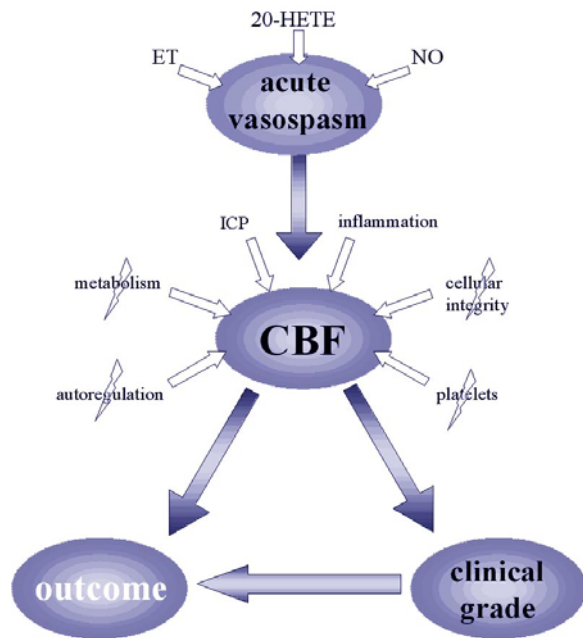 20-HETE
ET
NO
acute
vasospasm
ICP
inflammation
metabolism
cellular
integrity
CBF
autoregulation
platelets
outcome
clinical
grade